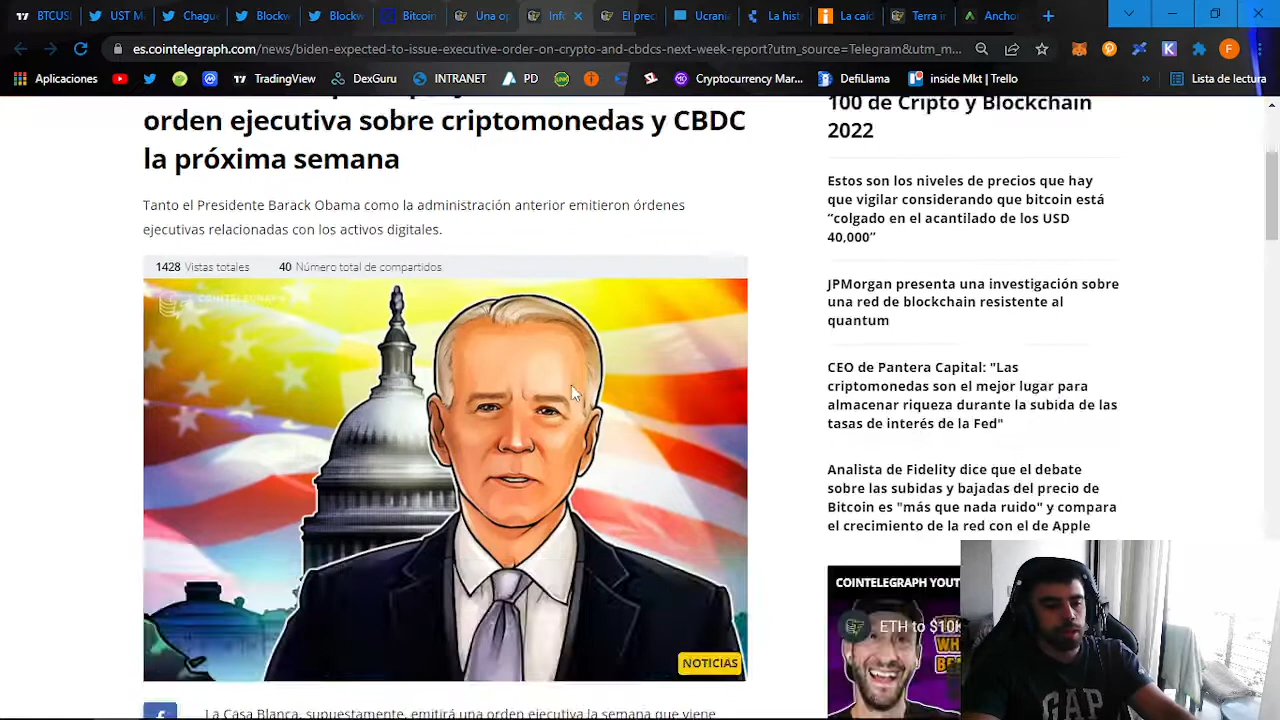 BTCUS
UST M
Chague
Blockw
Blockw
Bitcoin
Una op
Info
El prec
Ucrani
La hist
La caíd
Terra in
Anchor
es.cointelegraph.com/news/biden-expected-to-issue-executive-order-on-crypto-and-cbdcs-next-week-report?utm_source=Telegram&utm_m...
F
Aplicaciones
TradingView
DexGuru
INTRANET
PD
Cryptocurrency Mar...
DefiLlama
inside Mkt | Trello
»
Lista de lectura
orden ejecutiva sobre criptomonedas y CBDC
la próxima semana
Tanto el Presidente Barack Obama como la administración anterior emitieron órdenes
ejecutivas relacionadas con los activos digitales.
1428 Vistas totales
40 Número total de compartidos
COINTELEGRAPH
NOTICIAS
La Casa Blanca, supuestamente, emitirá una orden ejecutiva la semana que viene
100 de Cripto y Blockchain
2022
Estos son los niveles de precios que hay
que vigilar considerando que bitcoin está
“colgado en el acantilado de los USD
40,000”
JPMorgan presenta una investigación sobre
una red de blockchain resistente al
quantum
CEO de Pantera Capital: "Las
criptomonedas son el mejor lugar para
almacenar riqueza durante la subida de las
tasas de interés de la Fed"
Analista de Fidelity dice que el debate
sobre las subidas y bajadas del precio de
Bitcoin es "más que nada ruido" y compara
el crecimiento de la red con el de Apple
COINTELEGRAPH YOUT
ETH to $10K
WH
BE
GAP